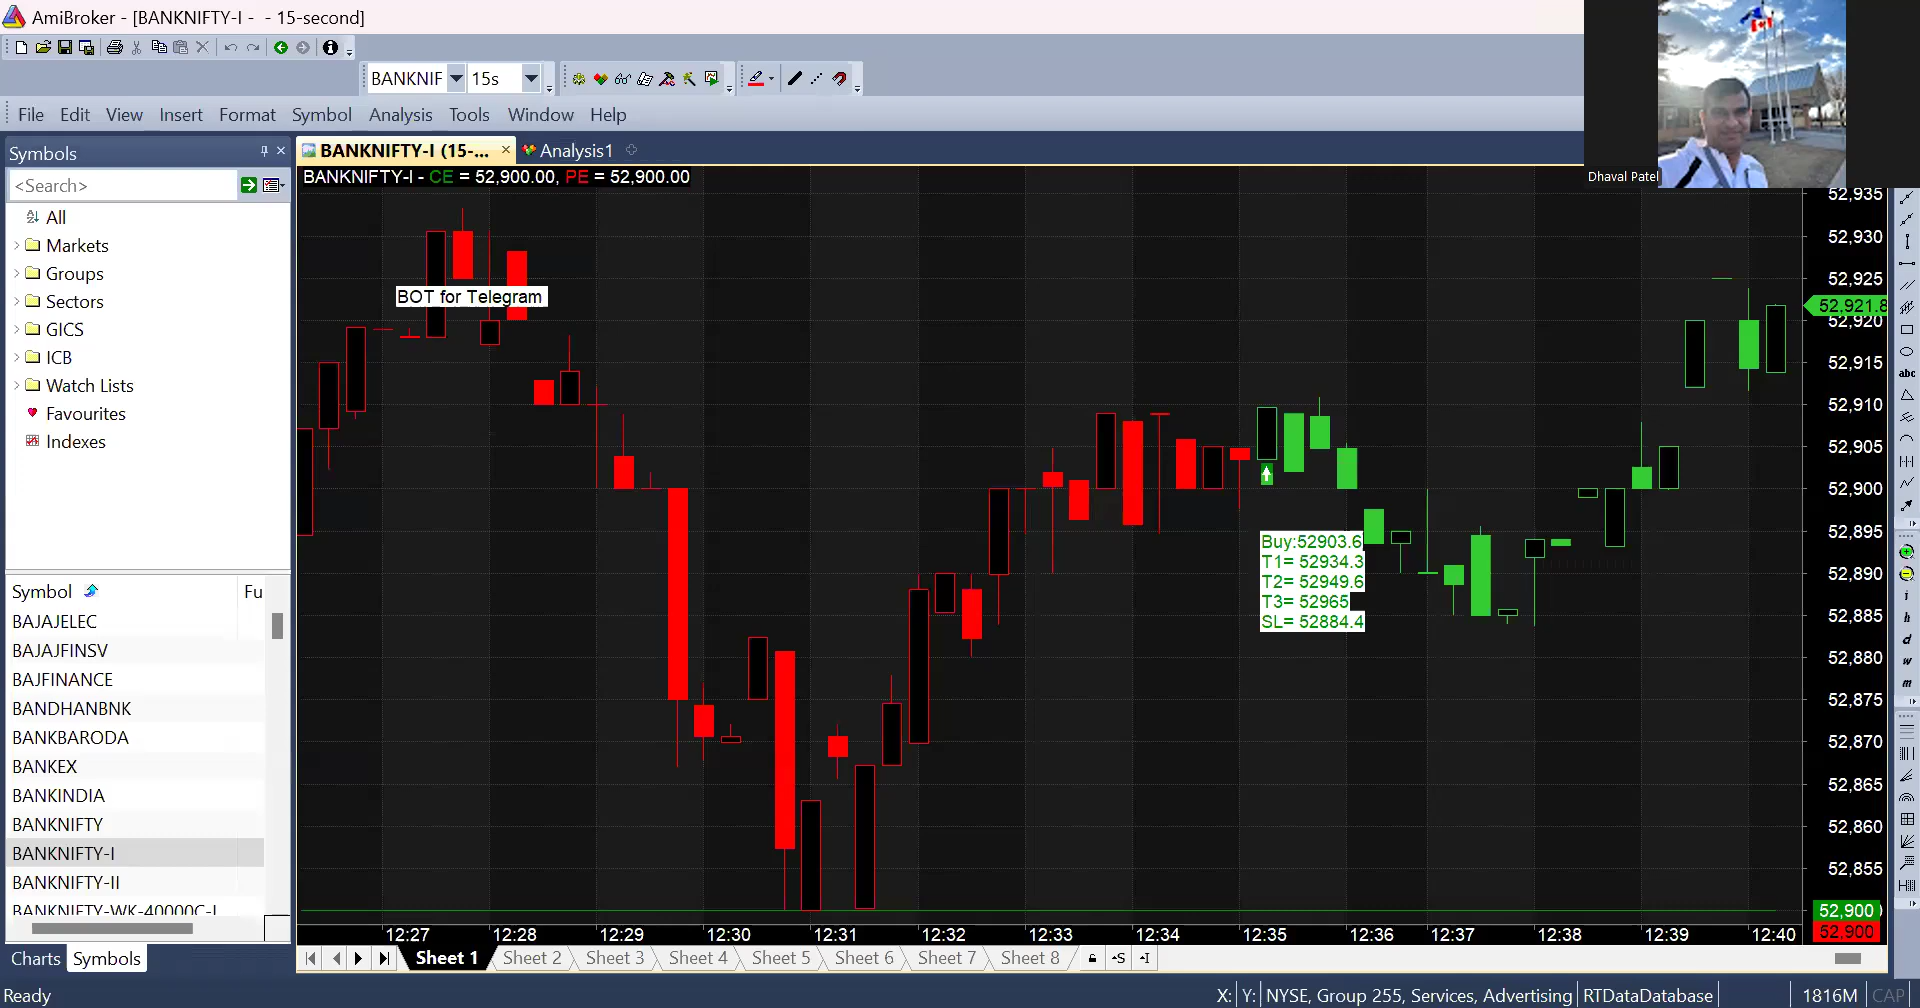 AmiBroker - [BANKNIFTY-I - - 15-second]
BANKNIF 15s
File Edit View Insert Format Symbol Analysis Tools Window Help
Dhaval Patel
Symbols
<Search>
All
Markets
Groups
Sectors
GICS
ICB
Watch Lists
Favourites
Indexes
Symbol Fu
BAJAJELEC
BAJAJFINSV
BAJFINANCE
BANDHANBNK
BANKBARODA
BANKEX
BANKINDIA
BANKNIFTY
BANKNIFTY-I
BANKNIFTY-II
BANKNIFTY-WK-40000C-I
Charts Symbols
BANKNIFTY-I (15-... Analysis1
BANKNIFTY-I - CE = 52,900.00, PE = 52,900.00
BOT for Telegram
Buy:52903.6
T1= 52934.3
T2= 52949.6
T3= 52965
SL= 52884.4
52,935
52,930
52,925
52,921.8
52,920
52,915
52,910
52,905
52,900
52,895
52,890
52,885
52,880
52,875
52,870
52,865
52,860
52,855
52,900
52,900
12:27 12:28 12:29 12:30 12:31 12:32 12:33 12:34 12:35 12:36 12:37 12:38 12:39 12:40
Sheet 1 Sheet 2 Sheet 3 Sheet 4 Sheet 5 Sheet 6 Sheet 7 Sheet 8
abc
i
h
d
w
m
Ready
X: Y: NYSE, Group 255, Services, Advertising RTDataDatabase 1816M CAP